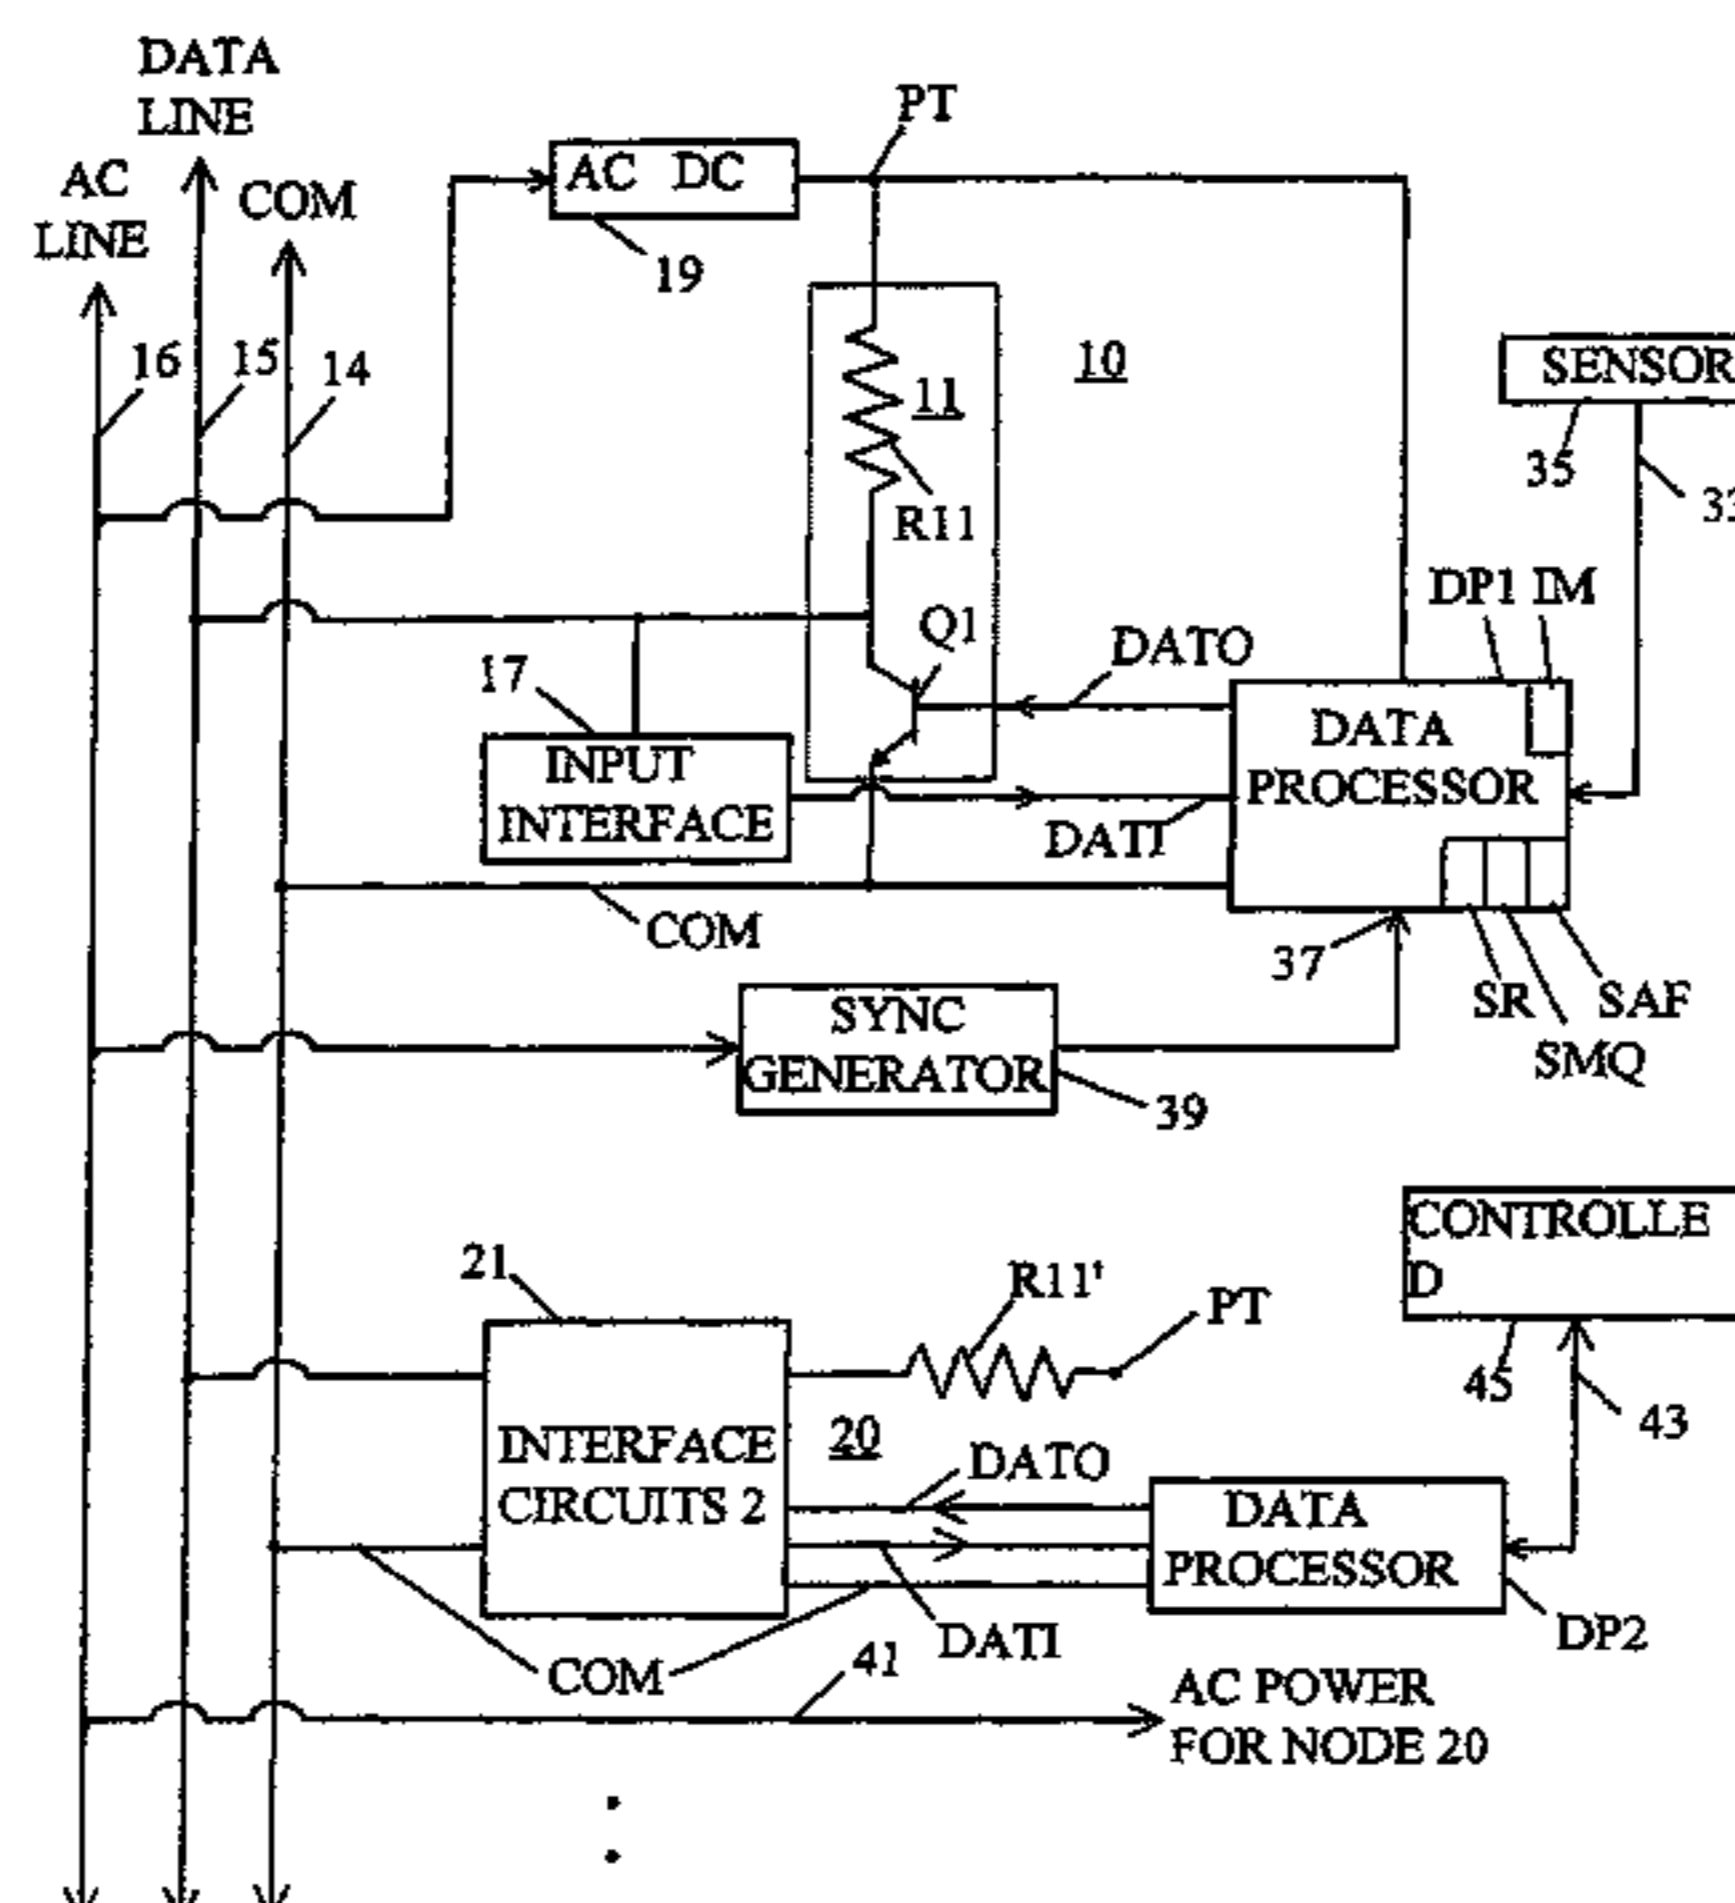 DATA
LINE
AC
LINE
COM
PT
AC DC
19
16
15
14
10
11
R11
SENSOR
35
DP1 IM
Q1
DATO
17
INPUT
INTERFACE
DATA
PROCESSOR
DATI
COM
37
SR
SAF
SMQ
SYNC
GENERATOR
39
CONTROLLE
D
21
R11'
PT
45
43
INTERFACE
CIRCUITS 2
20
DATO
DATA
PROCESSOR
DATI
DP2
COM
41
AC POWER
FOR NODE 20